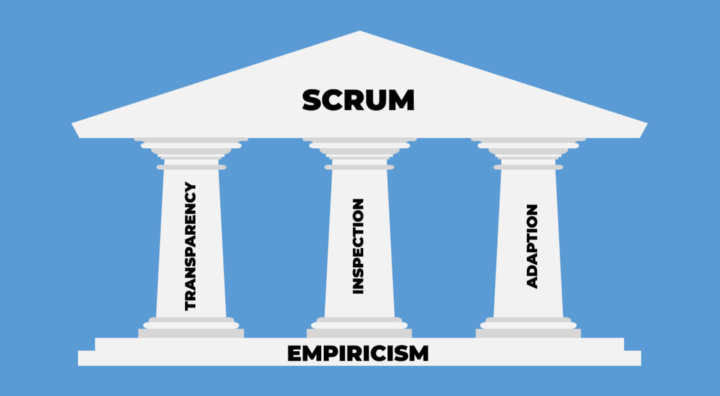 SCRUM
TRANSPARENCY
INSPECTION
ADAPTION
EMPIRICISM